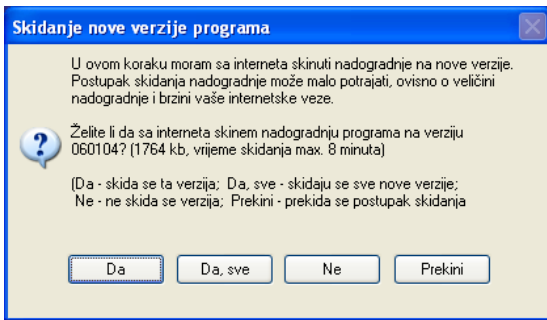 Skidanje nove verzije programa
U ovom koraku moram sa interneta skinuti nadogradnje na nove verzije.
Postupak skidanja nadogradnje može malo potrajati, ovisno o veličini
nadogradnje i brzini vaše internetske veze.
Želite li da sa interneta skinem nadogradnju programa na verziju
060104? (1764 kb, vrijeme skidanja max. 8 minuta)
(Da - skida se ta verzija; Da, sve - skidaju se sve nove verzije;
Ne - ne skida se verzija; Prekini - prekida se postupak skidanja
Da
Da, sve
Ne
Prekini